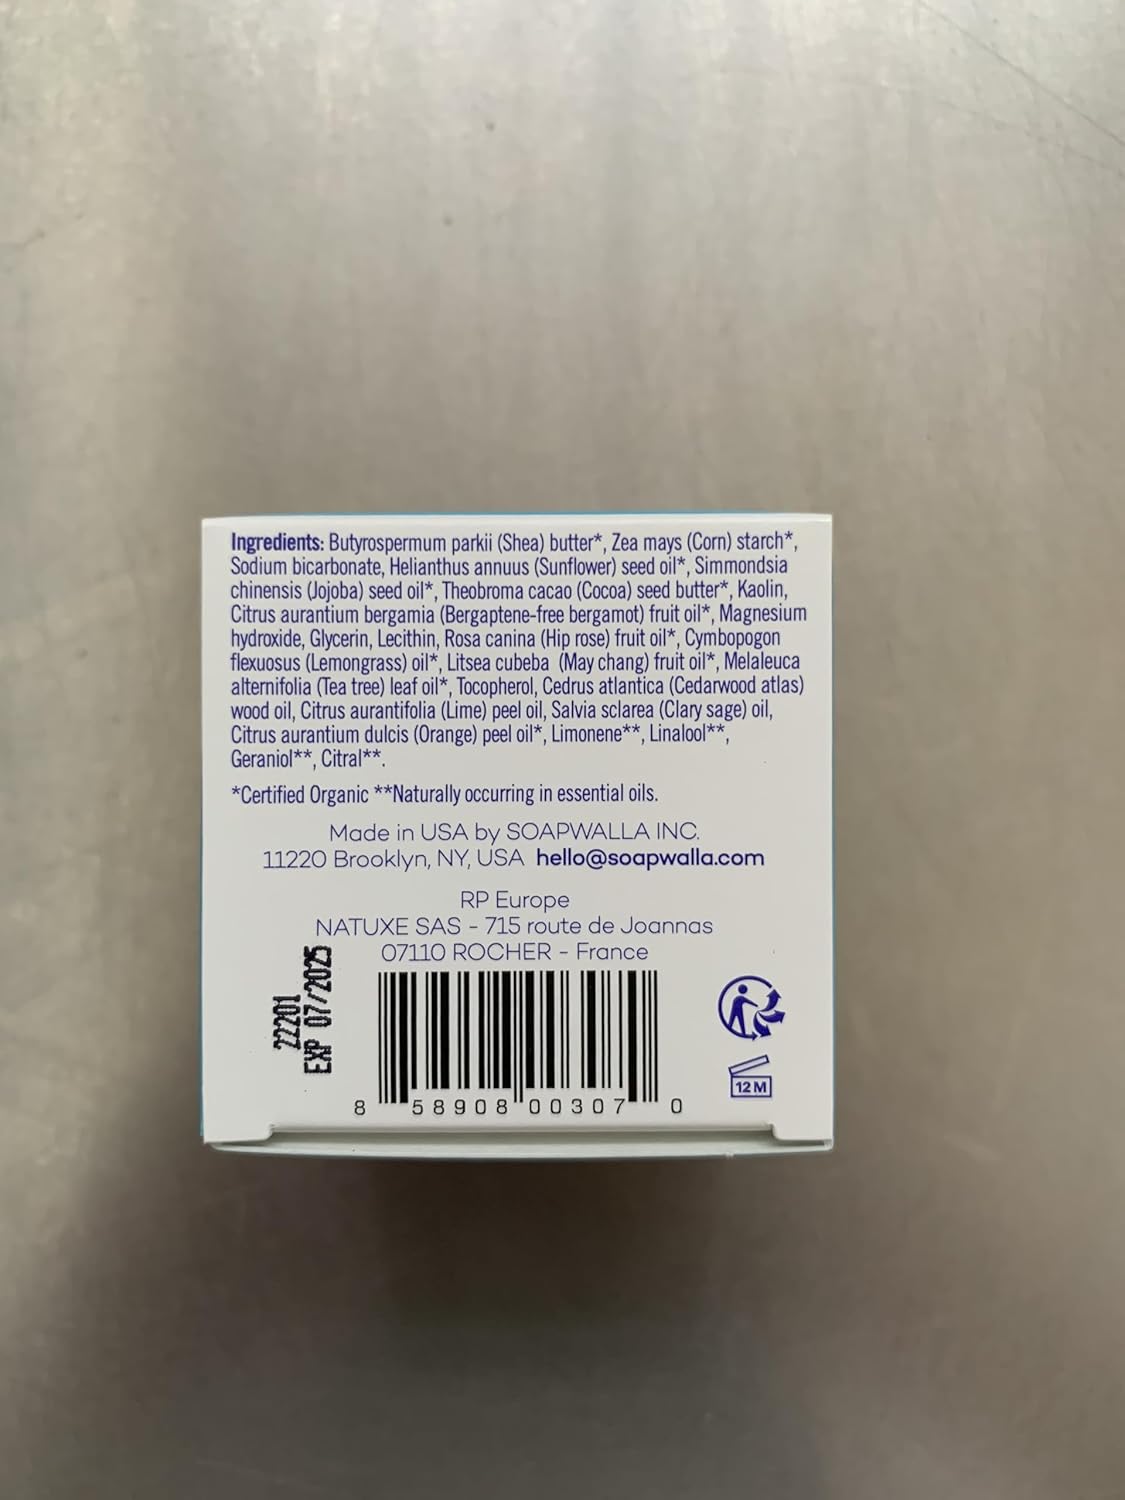 Ingredients: Butyrospermum parkii (Shea) butter*, Zea mays (Corn) starch*,
Sodium bicarbonate, Helianthus annuus (Sunflower) seed oil*, Simmondsia
chinensis (Jojoba) seed oil*, Theobroma cacao (Cocoa) seed butter*, Kaolin,
Citrus aurantium bergamia (Bergaptene-free bergamot) fruit oil*, Magnesium
hydroxide, Glycerin, Lecithin, Rosa canina (Hip rose) fruit oil*, Cymbopogon
flexuosus (Lemongrass) oil*, Litsea cubeba (May chang) fruit oil*, Melaleuca
alternifolia (Tea tree) leaf oil*, Tocopherol, Cedrus atlantica (Cedarwood atlas)
wood oil, Citrus aurantifolia (Lime) peel oil, Salvia sclarea (Clary sage) oil,
Citrus aurantium dulcis (Orange) peel oil*, Limonene**, Linalool**,
Geraniol**, Citral**.
*Certified Organic **Naturally occurring in essential oils.
Made in USA by SOAPWALLA INC.
11220 Brooklyn, NY, USA hello@soapwalla.com
RP Europe
NATUXE SAS - 715 route de Joannas
07110 ROCHER - France
22201
EXP 07/2025
8 58908 00307 0
12 M